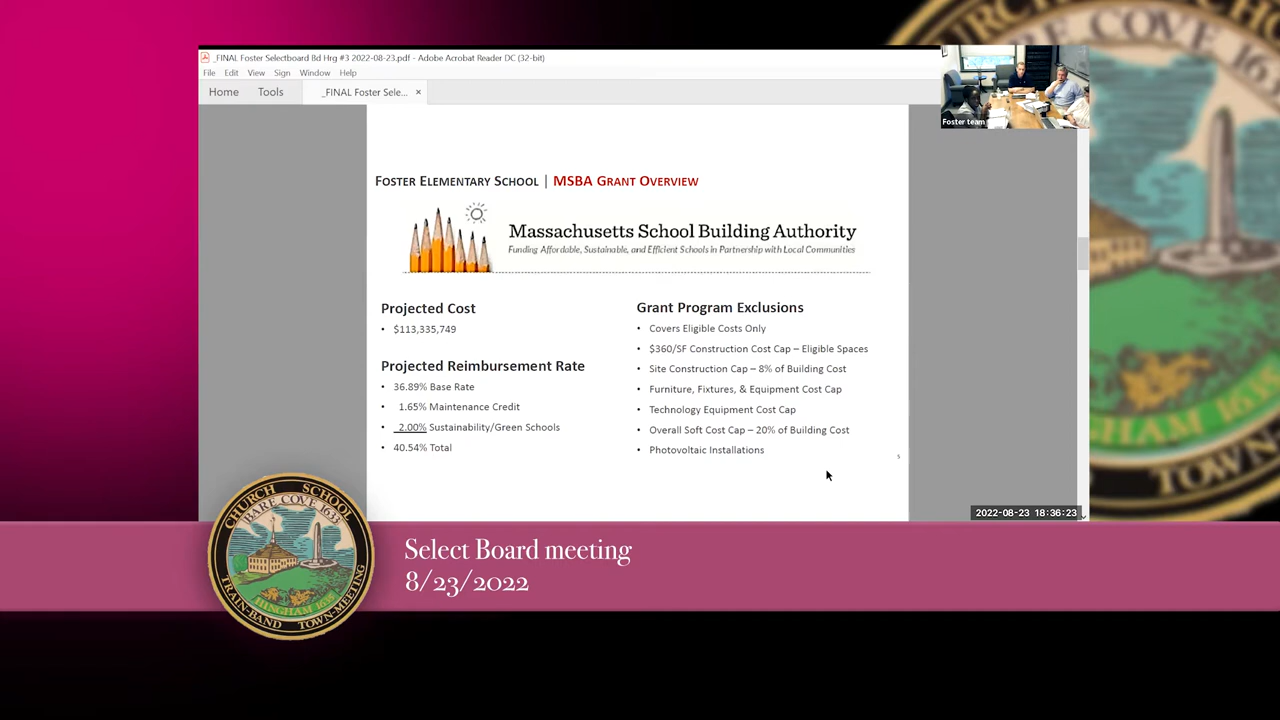 _FINAL Foster Selectboard Bd Hrg #3 2022-08-23.pdf - Adobe Acrobat Reader DC (32-bit)
File Edit View Sign Window Help
Home Tools _FINAL Foster Sele... ×
Foster team
FOSTER ELEMENTARY SCHOOL | MSBA GRANT OVERVIEW
Massachusetts School Building Authority
Funding Affordable, Sustainable, and Efficient Schools in Partnership with Local Communities
Projected Cost
• $113,335,749
Projected Reimbursement Rate
• 36.89% Base Rate
• 1.65% Maintenance Credit
• 2.00% Sustainability/Green Schools
• 40.54% Total
Grant Program Exclusions
• Covers Eligible Costs Only
• $360/SF Construction Cost Cap – Eligible Spaces
• Site Construction Cap – 8% of Building Cost
• Furniture, Fixtures, & Equipment Cost Cap
• Technology Equipment Cost Cap
• Overall Soft Cost Cap – 20% of Building Cost
• Photovoltaic Installations
5
2022-08-23 18:36:23
CHURCH SCHOOL
BARE COVE 1633
HINGHAM 1635
TRAIN-BAND TOWN-MEETING
Select Board meeting
8/23/2022